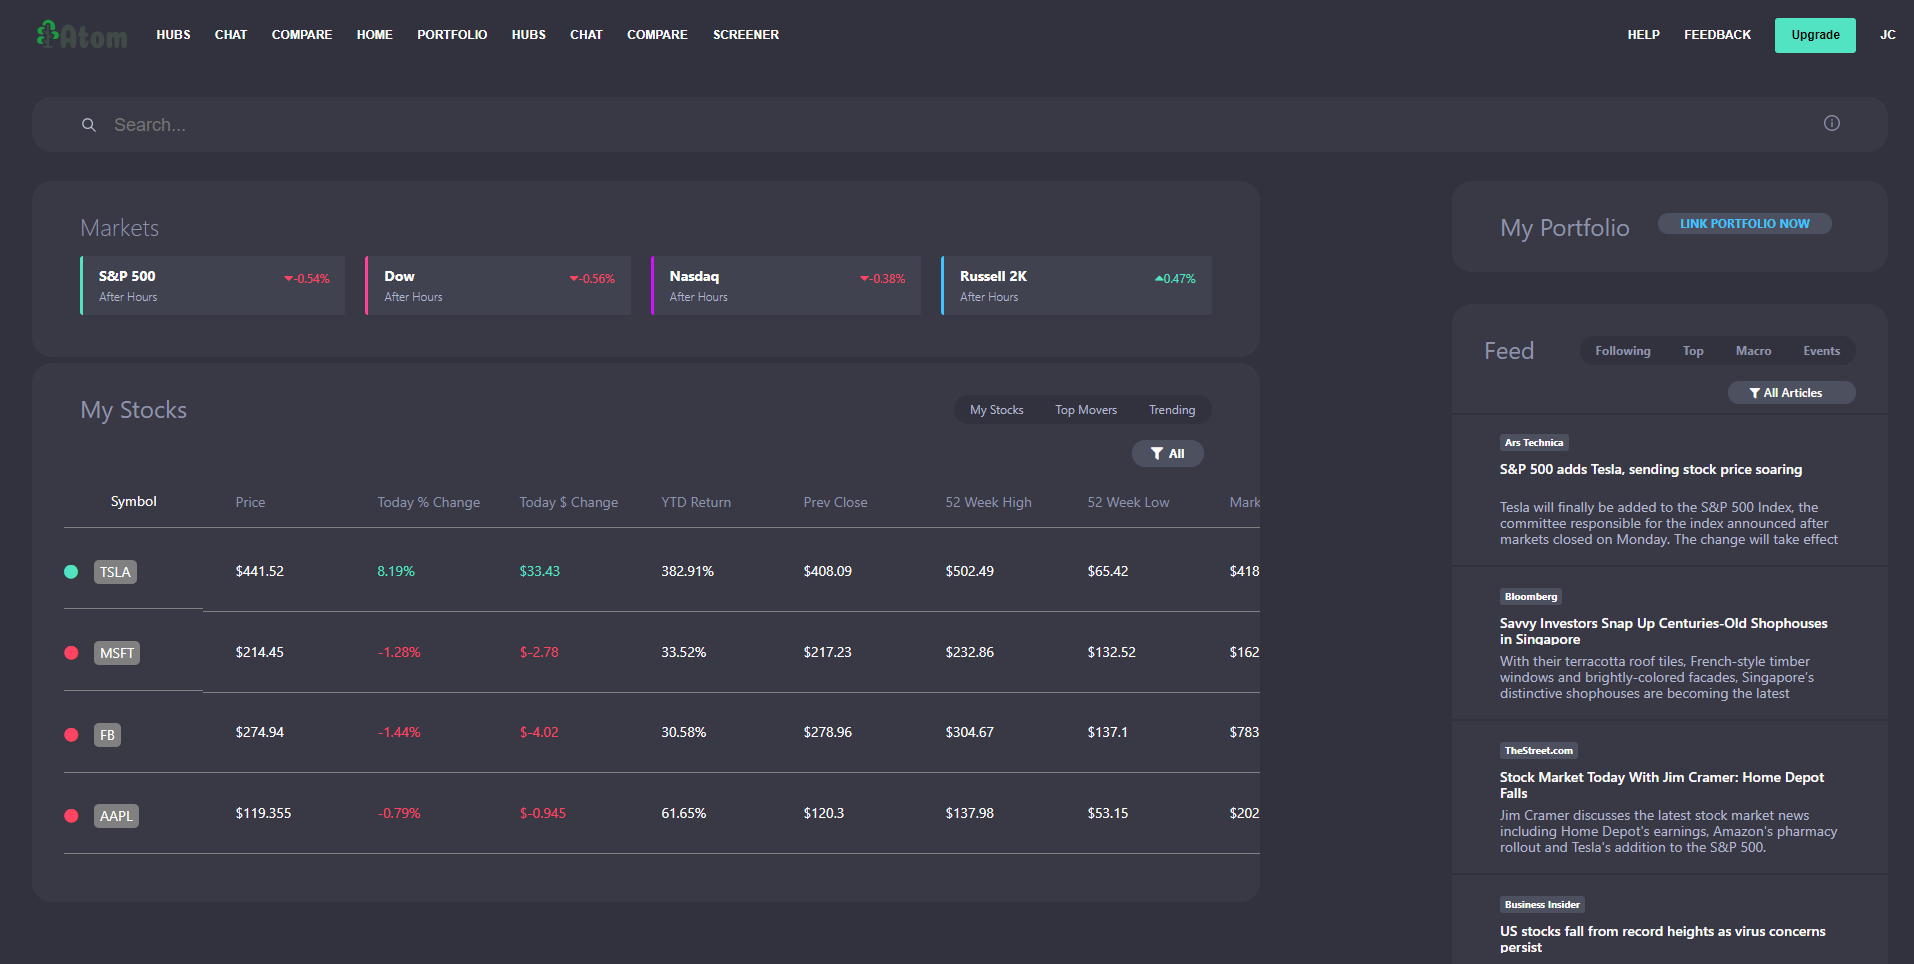 Atom HUBS CHAT COMPARE HOME PORTFOLIO HUBS CHAT COMPARE SCREENER HELP FEEDBACK Upgrade JC
Search...
Markets
S&P 500 -0.54% Dow -0.56% Nasdaq -0.38% Russell 2K 0.47%
After Hours After Hours After Hours After Hours
My Stocks
My Stocks Top Movers Trending
All
Symbol Price Today % Change Today $ Change YTD Return Prev Close 52 Week High 52 Week Low Mark
TSLA $441.52 8.19% $33.43 382.91% $408.09 $502.49 $65.42 $418
MSFT $214.45 -1.28% $-2.78 33.52% $217.23 $232.86 $132.52 $162
FB $274.94 -1.44% $-4.02 30.58% $278.96 $304.67 $137.1 $783
AAPL $119.355 -0.79% $-0.945 61.65% $120.3 $137.98 $53.15 $202
My Portfolio LINK PORTFOLIO NOW
Feed Following Top Macro Events
All Articles
Ars Technica
S&P 500 adds Tesla, sending stock price soaring
Tesla will finally be added to the S&P 500 Index, the
committee responsible for the index announced after
markets closed on Monday. The change will take effect
Bloomberg
Savvy Investors Snap Up Centuries-Old Shophouses
in Singapore
With their terracotta roof tiles, French-style timber
windows and brightly-colored facades, Singapore's
distinctive shophouses are becoming the latest
TheStreet.com
Stock Market Today With Jim Cramer: Home Depot
Falls
Jim Cramer discusses the latest stock market news
including Home Depot's earnings, Amazon's pharmacy
rollout and Tesla's addition to the S&P 500.
Business Insider
US stocks fall from record heights as virus concerns
persist